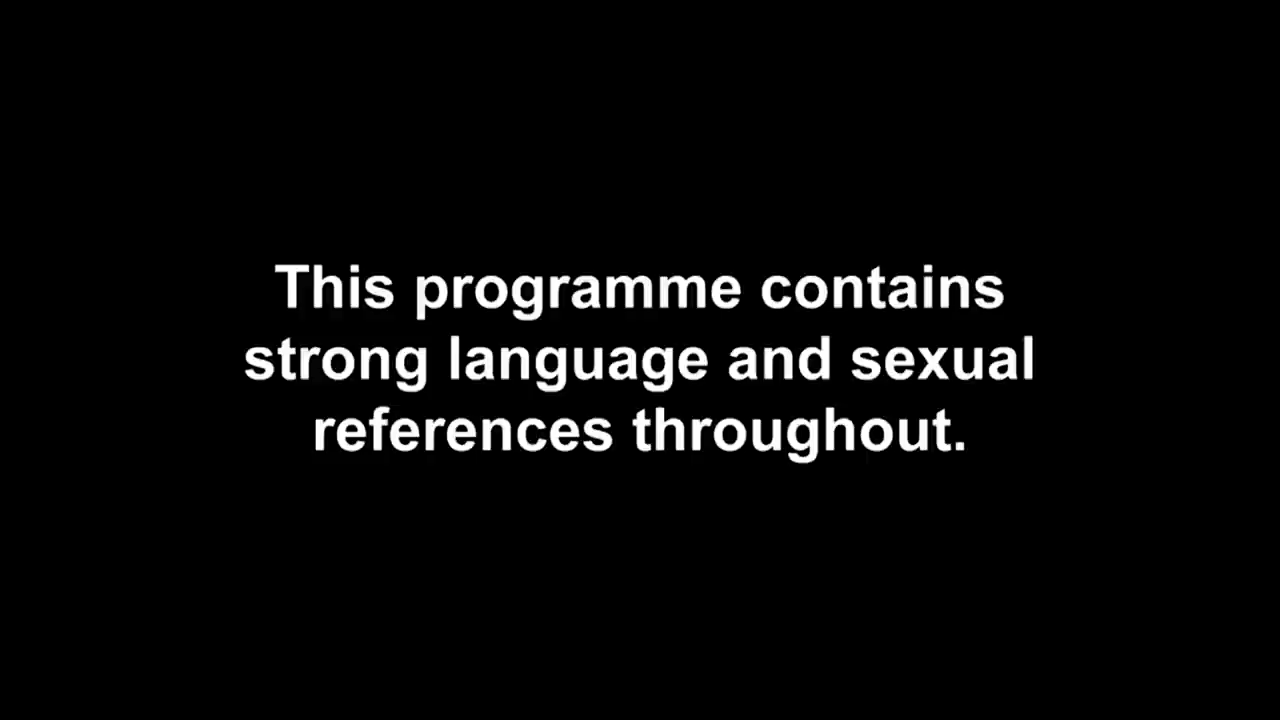 This programme contains
strong language and sexual
references throughout.